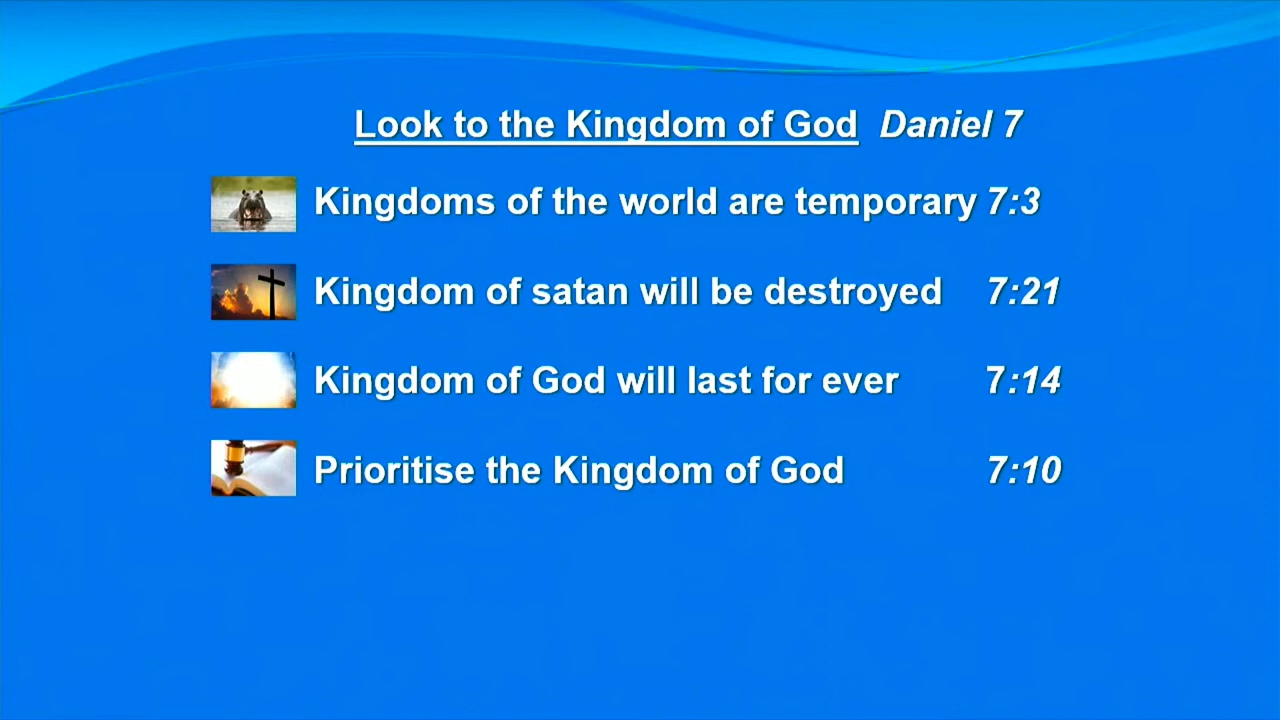 Look to the Kingdom of God Daniel 7
Kingdoms of the world are temporary 7:3
Kingdom of satan will be destroyed 7:21
Kingdom of God will last for ever 7:14
Prioritise the Kingdom of God 7:10